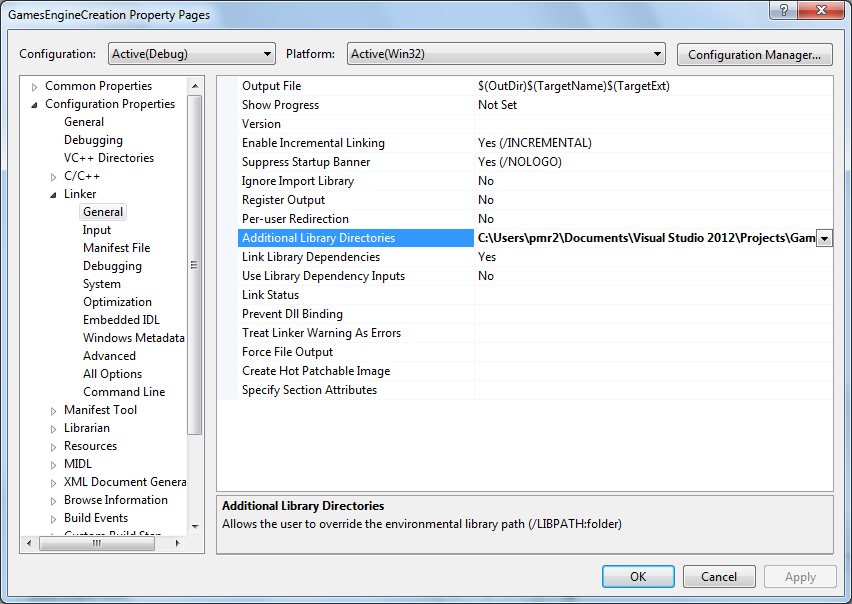 GamesEngineCreation Property Pages
Configuration: Active(Debug) Platform: Active(Win32) Configuration Manager...
Common Properties
Configuration Properties
General
Debugging
VC++ Directories
C/C++
Linker
General
Input
Manifest File
Debugging
System
Optimization
Embedded IDL
Windows Metadata
Advanced
All Options
Command Line
Manifest Tool
Librarian
Resources
MIDL
XML Document Genera
Browse Information
Build Events
Custom Build Step
Output File $(OutDir)$(TargetName)$(TargetExt)
Show Progress Not Set
Version
Enable Incremental Linking Yes (/INCREMENTAL)
Suppress Startup Banner Yes (/NOLOGO)
Ignore Import Library No
Register Output No
Per-user Redirection No
Additional Library Directories C:\Users\pmr2\Documents\Visual Studio 2012\Projects\Gam
Link Library Dependencies Yes
Use Library Dependency Inputs No
Link Status
Prevent Dll Binding
Treat Linker Warning As Errors
Force File Output
Create Hot Patchable Image
Specify Section Attributes
Additional Library Directories
Allows the user to override the environmental library path (/LIBPATH:folder)
OK Cancel Apply